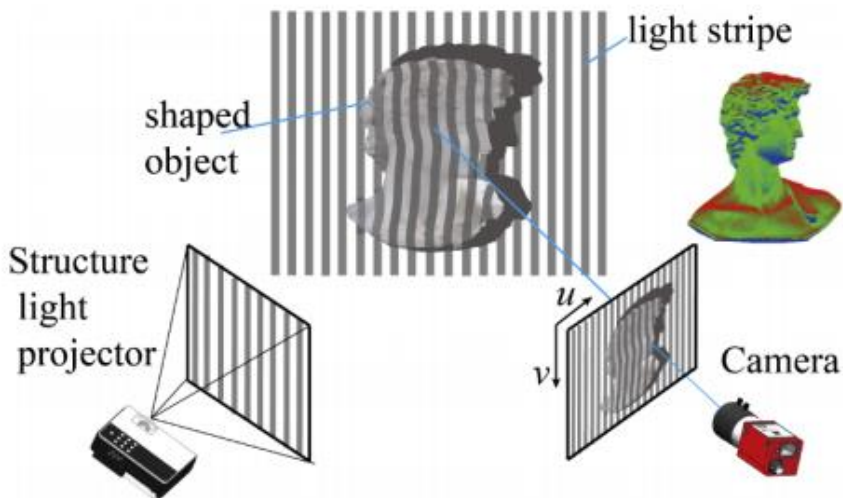 light stripe
shaped
object
Structure
light
projector
u
v
Camera